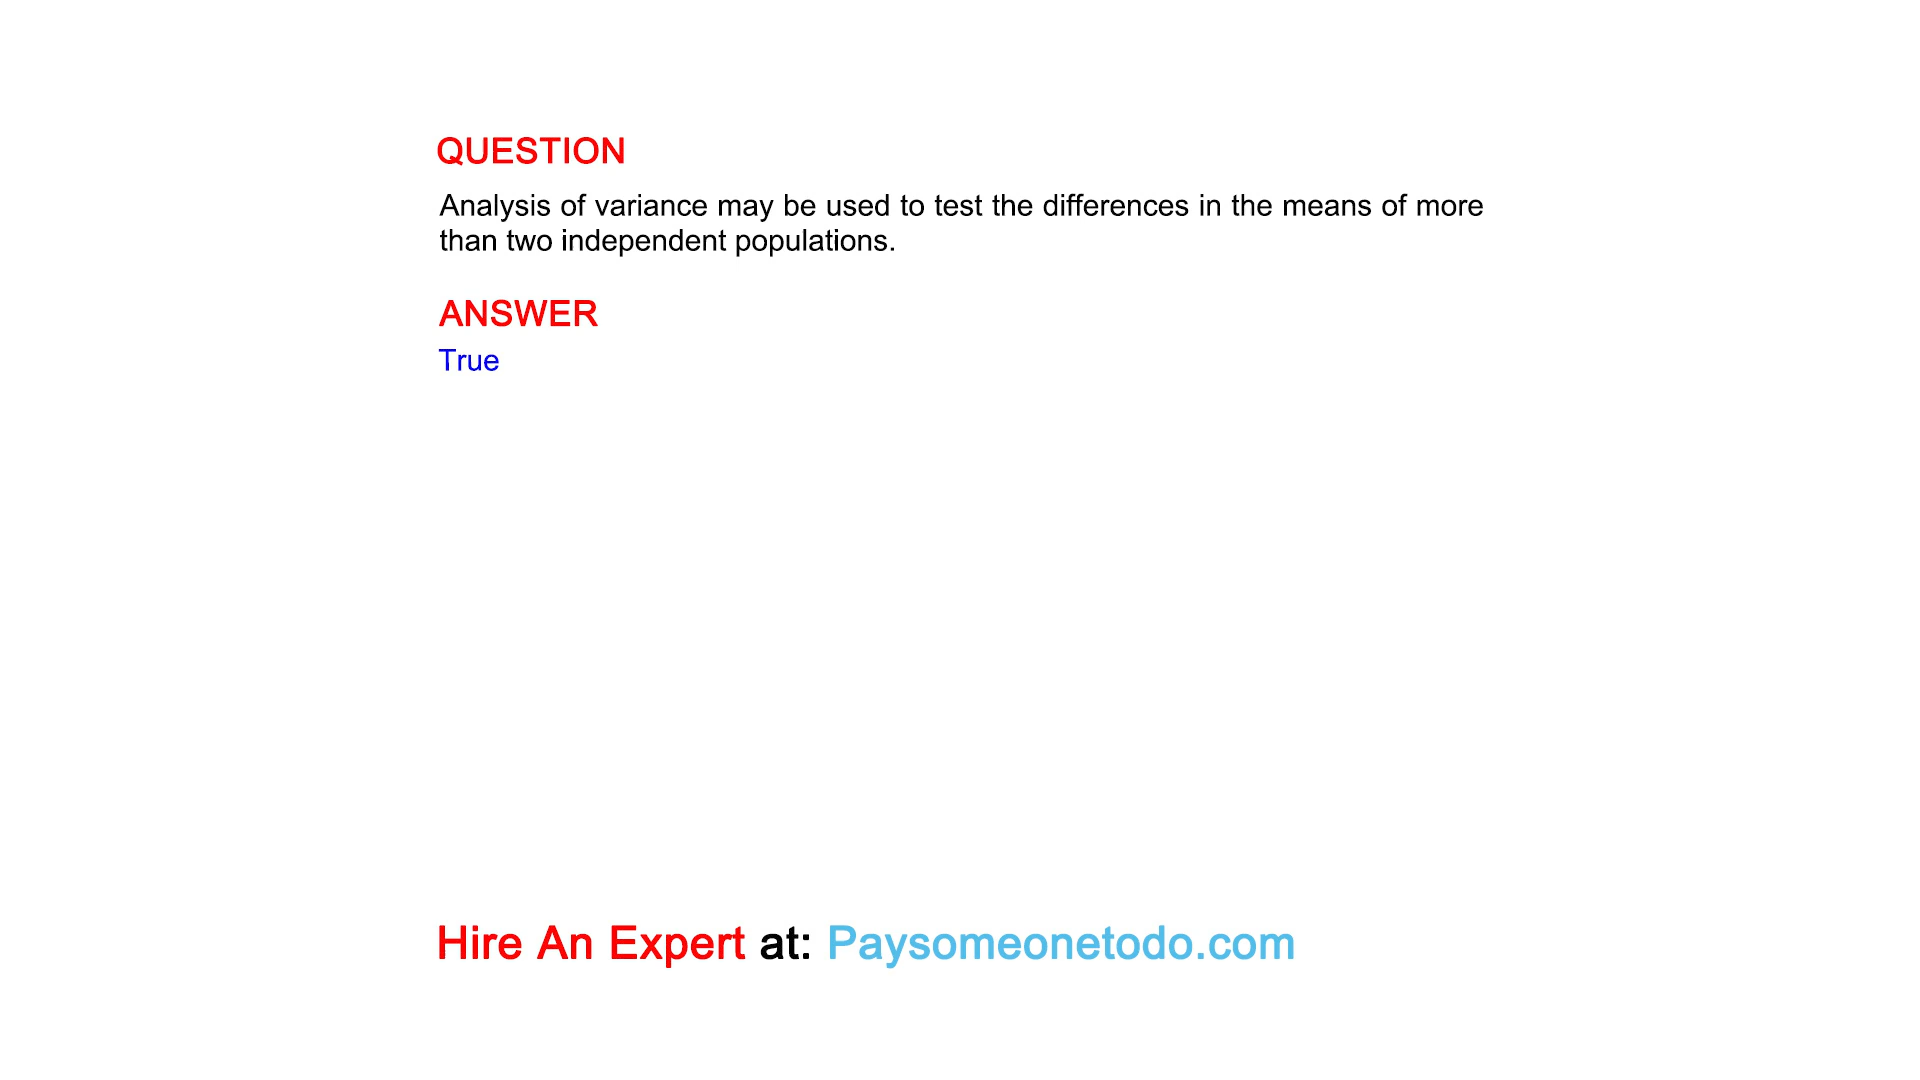 QUESTION
Analysis of variance may be used to test the differences in the means of more
than two independent populations.
ANSWER
True
Hire An Expert at: Paysomeonetodo.com